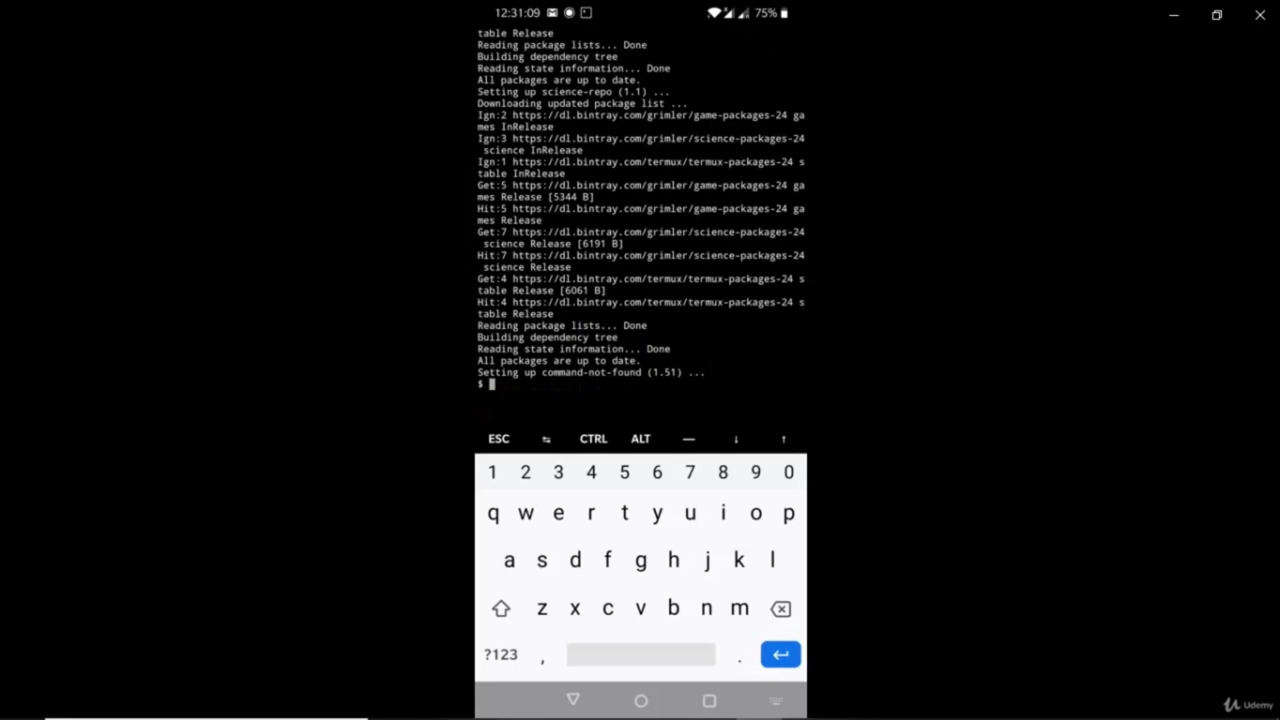 12:31:09 75%
table Release
Reading package lists... Done
Building dependency tree
Reading state information... Done
All packages are up to date.
Setting up science-repo (1.1) ...
Downloading updated package list ...
Ign:2 https://dl.bintray.com/grimler/game-packages-24 ga
mes InRelease
Ign:3 https://dl.bintray.com/grimler/science-packages-24
science InRelease
Ign:1 https://dl.bintray.com/termux/termux-packages-24 s
table InRelease
Get:5 https://dl.bintray.com/grimler/game-packages-24 ga
mes Release [5344 B]
Hit:5 https://dl.bintray.com/grimler/game-packages-24 ga
mes Release
Get:7 https://dl.bintray.com/grimler/science-packages-24
science Release [6191 B]
Hit:7 https://dl.bintray.com/grimler/science-packages-24
science Release
Get:4 https://dl.bintray.com/termux/termux-packages-24 s
table Release [6061 B]
Hit:4 https://dl.bintray.com/termux/termux-packages-24 s
table Release
Reading package lists... Done
Building dependency tree
Reading state information... Done
All packages are up to date.
Setting up command-not-found (1.51) ...
$
ESC CTRL ALT — ↓ ↑
1 2 3 4 5 6 7 8 9 0
q w e r t y u i o p
a s d f g h j k l
z x c v b n m
?123 , .
Udemy